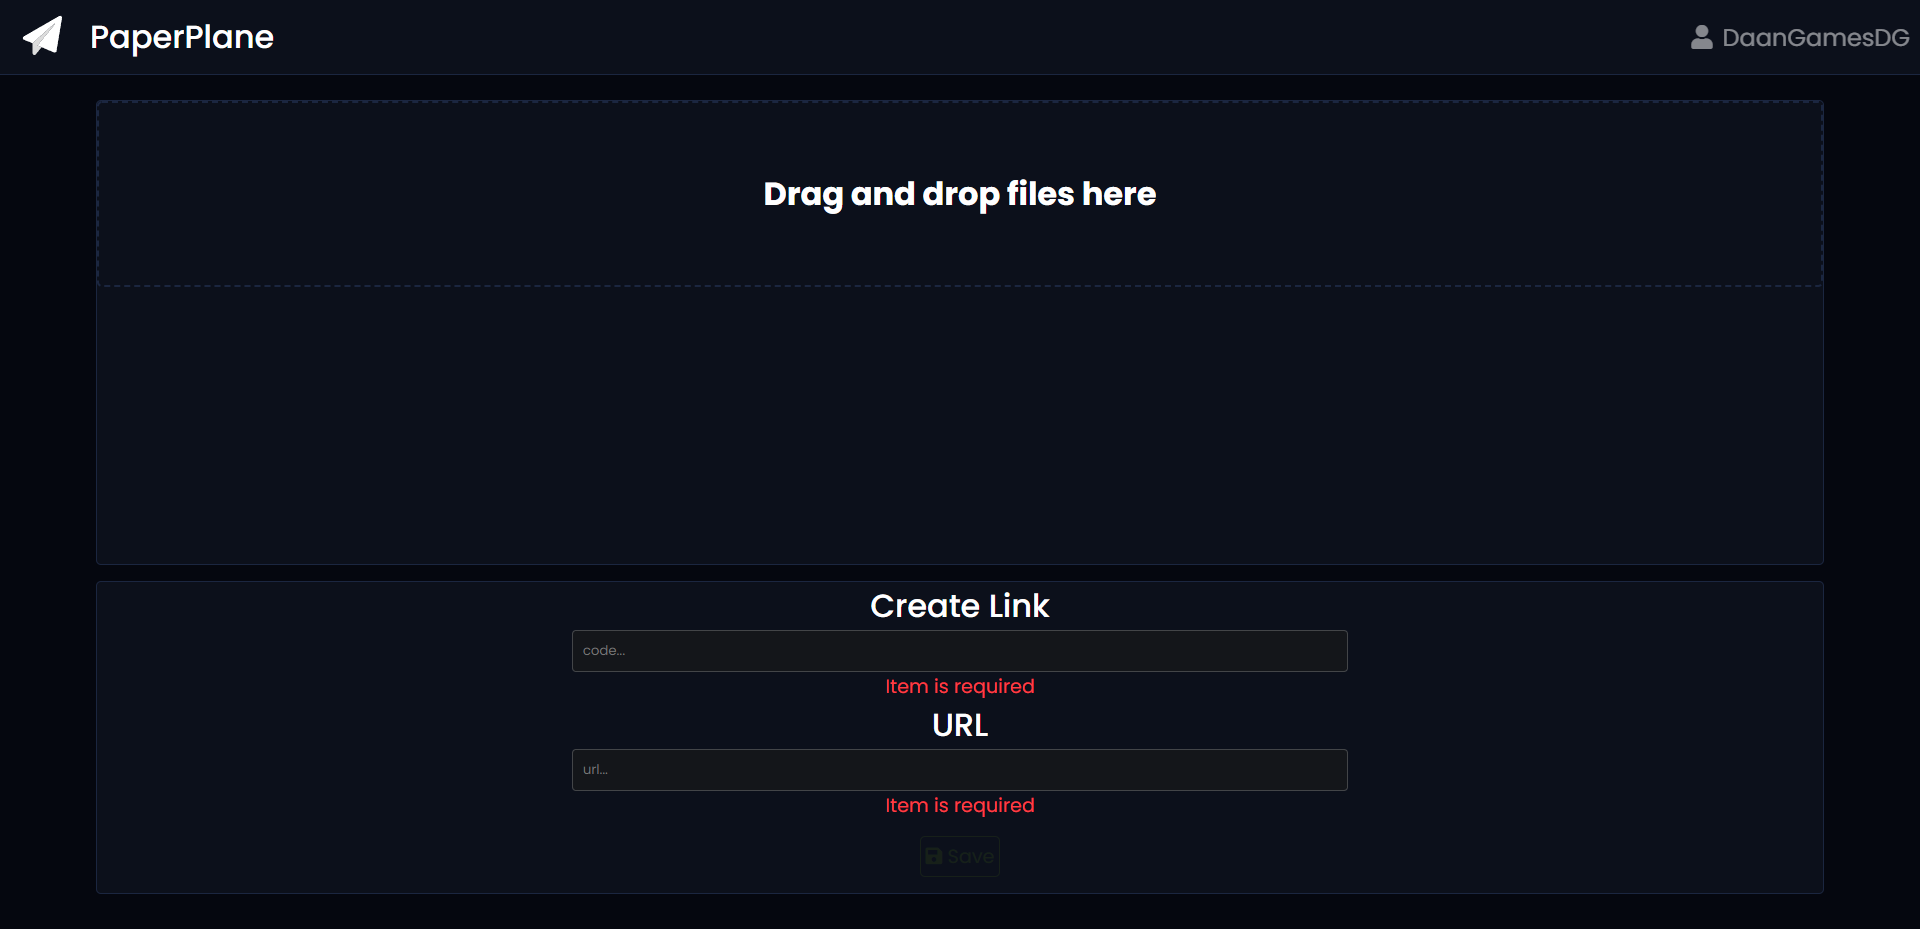 PaperPlane
DaanGamesDG
Drag and drop files here
Create Link
code...
Item is required
URL
url...
Item is required
Save